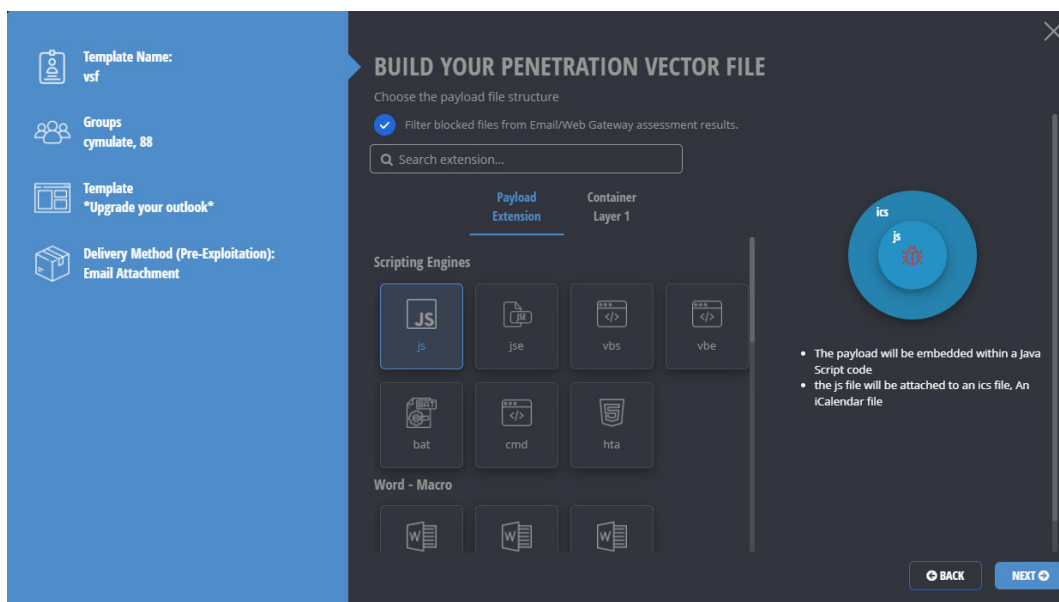 Template Name:
vsf
Groups
cymulate, 88
Template
*Upgrade your outlook*
Delivery Method (Pre-Exploitation):
Email Attachment
BUILD YOUR PENETRATION VECTOR FILE
Choose the payload file structure
Filter blocked files from Email/Web Gateway assessment results.
Search extension...
Payload
Extension
Container
Layer 1
Scripting Engines
JS
js
JSE
jse
</>
vbs
</>
vbe
BAT
bat
</>
cmd
5
hta
Word - Macro
W
W
W
ics
js
The payload will be embedded within a Java
Script code
the js file will be attached to an ics file, An
iCalendar file
BACK
NEXT